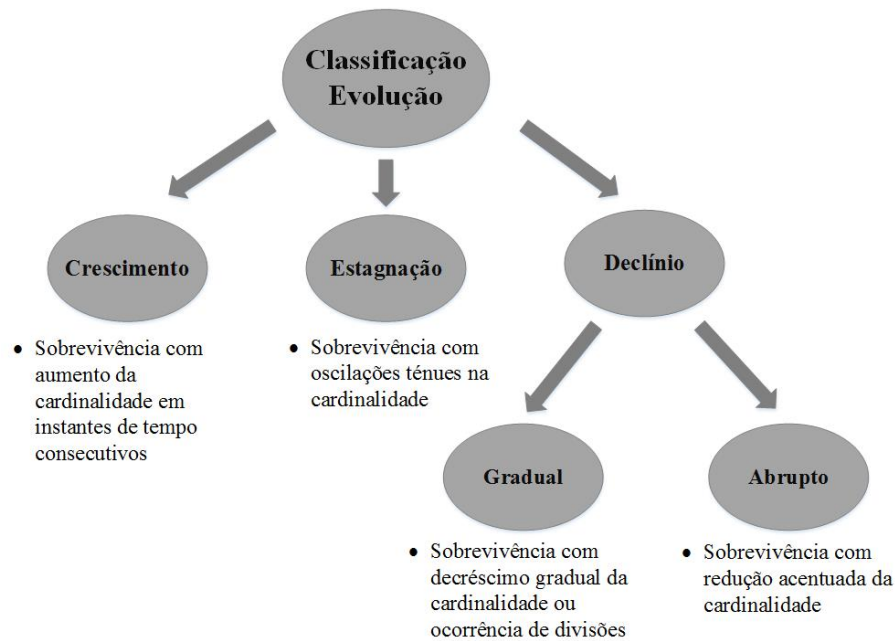 Classificação
Evolução
Crescimento
Estagnação
Declínio
• Sobrevivência com
aumento da
cardinalidade em
instantes de tempo
consecutivos
• Sobrevivência com
oscilações ténues na
cardinalidade
Gradual
Abrupto
• Sobrevivência com
decréscimo gradual da
cardinalidade ou
ocorrência de divisões
• Sobrevivência com
redução acentuada da
cardinalidade